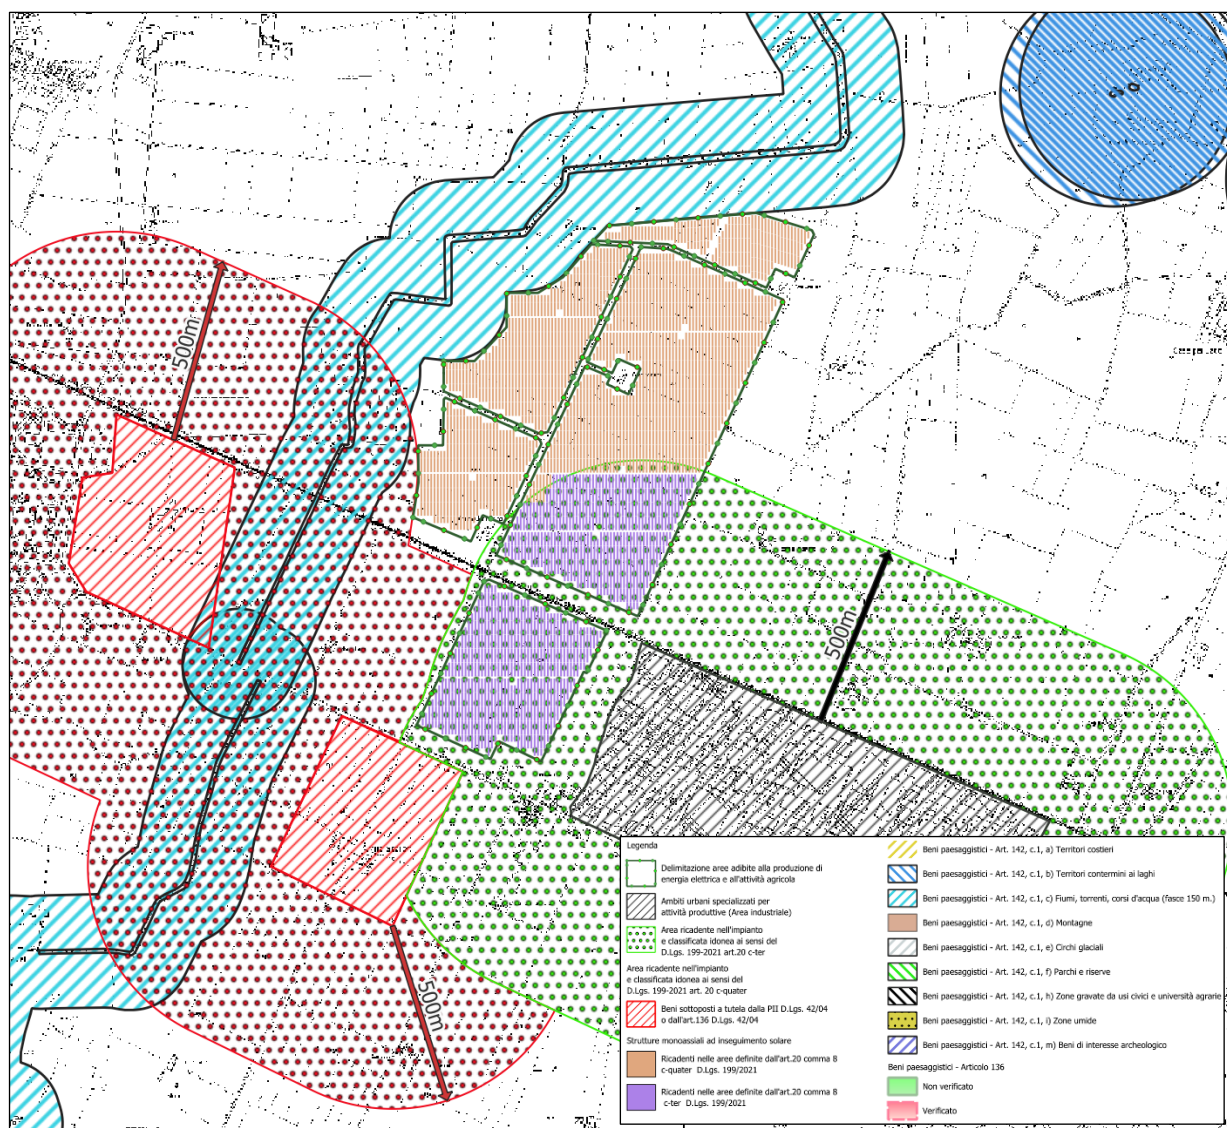 500m
500m
500m
Legenda
Delimitazione aree adibite alla produzione di
energia elettrica e all'attività agricola
Ambiti urbani specializzati per
attività produttive (Area industriale)
Area ricadente nell'impianto
e classificata idonea ai sensi del
D.Lgs. 199-2021 art.20 c-ter
Area ricadente nell'impianto
e classificata idonea ai sensi del
D.Lgs. 199-2021 art. 20 c-quater
Beni sottoposti a tutela dalla PII D.Lgs. 42/04
o dall'art.136 D.Lgs. 42/04
Strutture monoassiali ad inseguimento solare
Ricadenti nelle aree definite dall'art.20 comma 8
c-quater D.Lgs. 199/2021
Ricadenti nelle aree definite dall'art.20 comma 8
c-ter D.Lgs. 199/2021
Beni paesaggistici - Art. 142, c.1, a) Territori costieri
Beni paesaggistici - Art. 142, c.1, b) Territori contermini ai laghi
Beni paesaggistici - Art. 142, c.1, c) Fiumi, torrenti, corsi d'acqua (fasce 150 m.)
Beni paesaggistici - Art. 142, c.1, d) Montagne
Beni paesaggistici - Art. 142, c.1, e) Circhi glaciali
Beni paesaggistici - Art. 142, c.1, f) Parchi e riserve
Beni paesaggistici - Art. 142, c.1, h) Zone gravate da usi civici e università agrarie
Beni paesaggistici - Art. 142, c.1, i) Zone umide
Beni paesaggistici - Art. 142, c.1, m) Beni di interesse archeologico
Beni paesaggistici - Articolo 136
Non verificato
Verificato